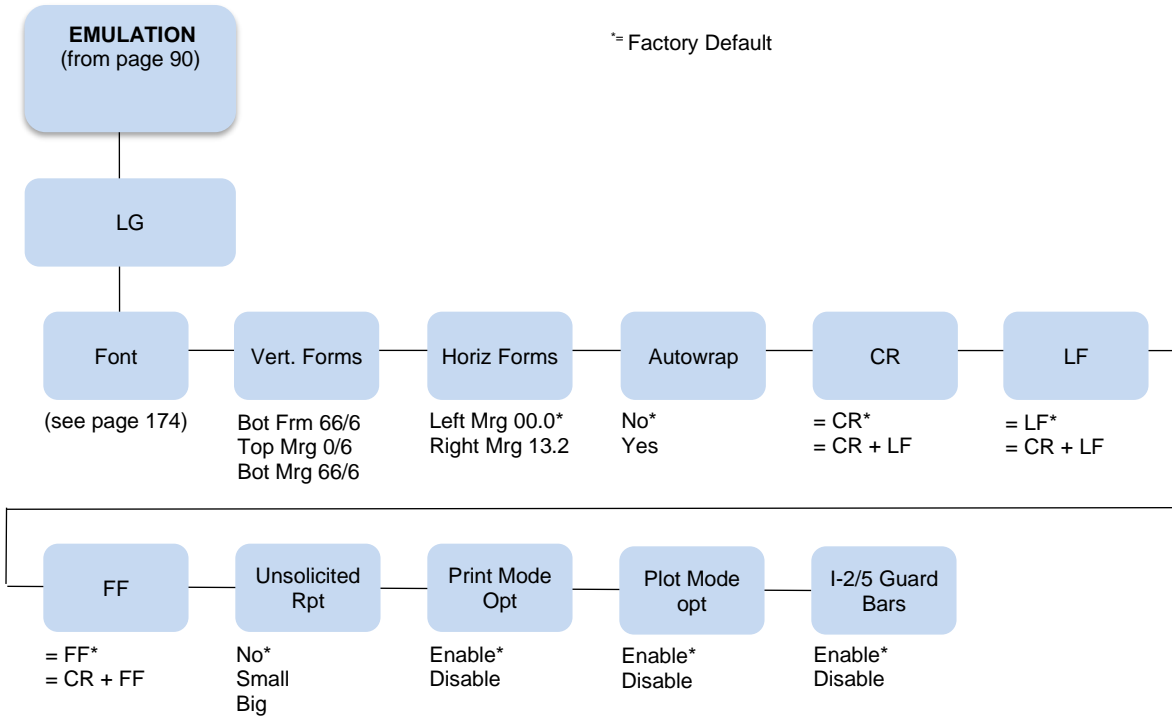 EMULATION
(from page 90)
*= Factory Default
LG
Font
Vert. Forms
Horiz Forms
Autowrap
CR
LF
(see page 174)
Bot Frm 66/6
Top Mrg 0/6
Bot Mrg 66/6
Left Mrg 00.0*
Right Mrg 13.2
No*
Yes
= CR*
= CR + LF
= LF*
= CR + LF
FF
Unsolicited
Rpt
Print Mode
Opt
Plot Mode
opt
I-2/5 Guard
Bars
= FF*
= CR + FF
No*
Small
Big
Enable*
Disable
Enable*
Disable
Enable*
Disable